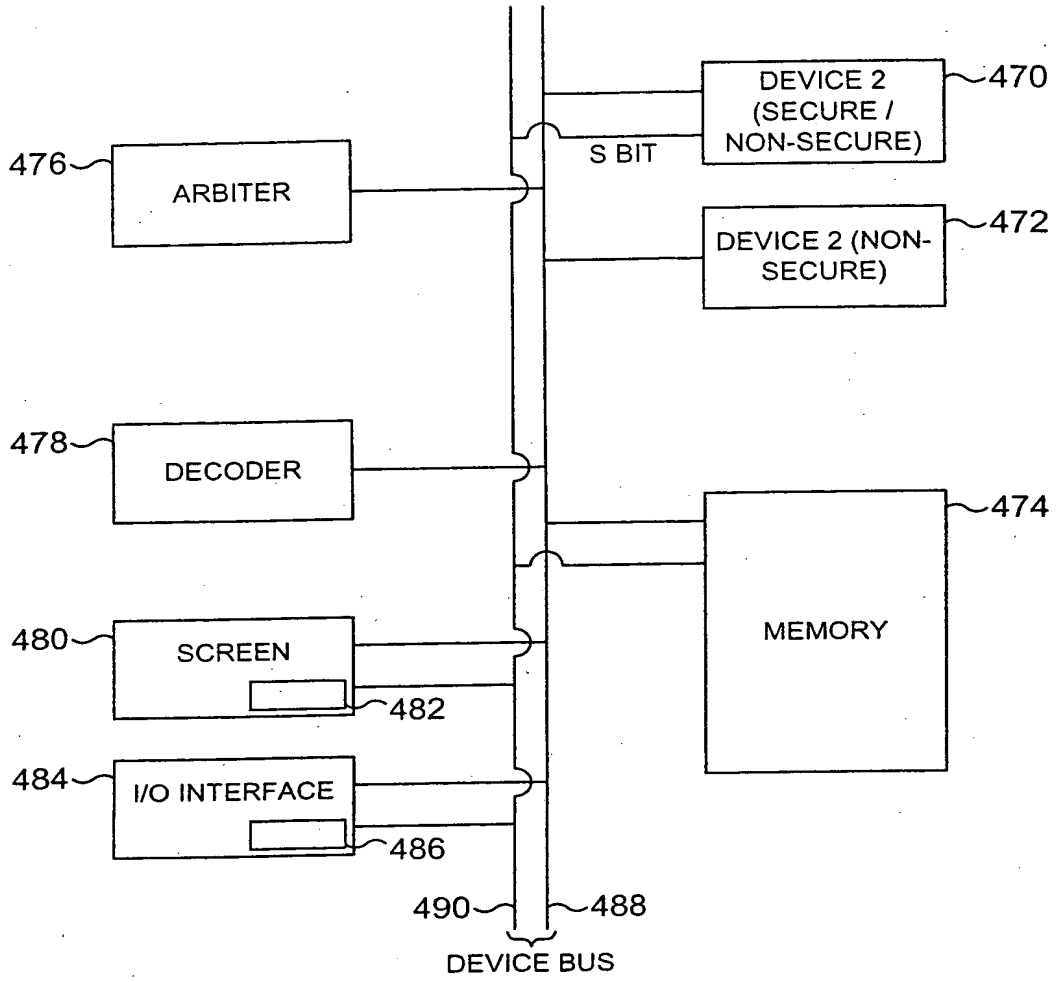 DEVICE 2
(SECURE /
NON-SECURE)
470
S BIT
476
ARBITER
DEVICE 2 (NON-
SECURE)
472
478
DECODER
474
MEMORY
480
SCREEN
482
484
I/O INTERFACE
486
490
488
DEVICE BUS